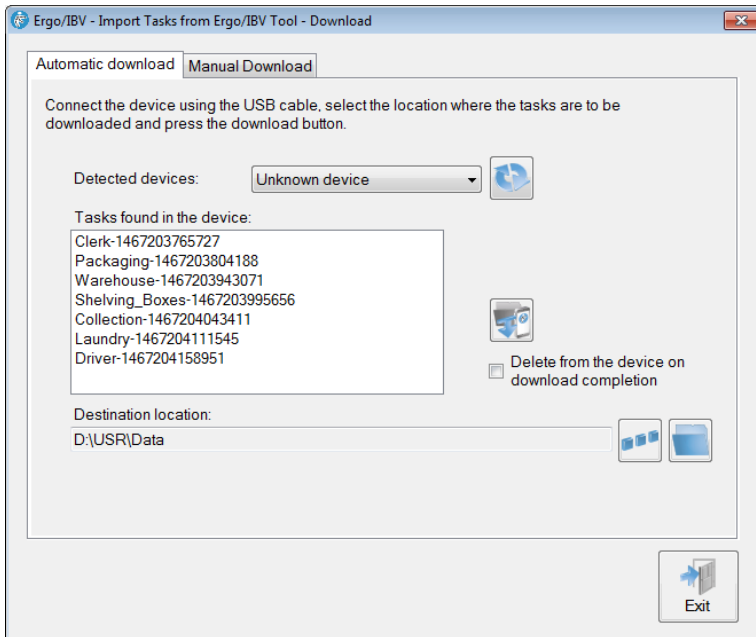 Ergo/IBV - Import Tasks from Ergo/IBV Tool - Download
Automatic download
Manual Download
Connect the device using the USB cable, select the location where the tasks are to be
downloaded and press the download button.
Detected devices:
Unknown device
Tasks found in the device:
Clerk-1467203765727
Packaging-1467203804188
Warehouse-1467203943071
Shelving_Boxes-1467203995656
Collection-1467204043411
Laundry-1467204111545
Driver-1467204158951
Delete from the device on
download completion
Destination location:
D:\USR\Data
Exit